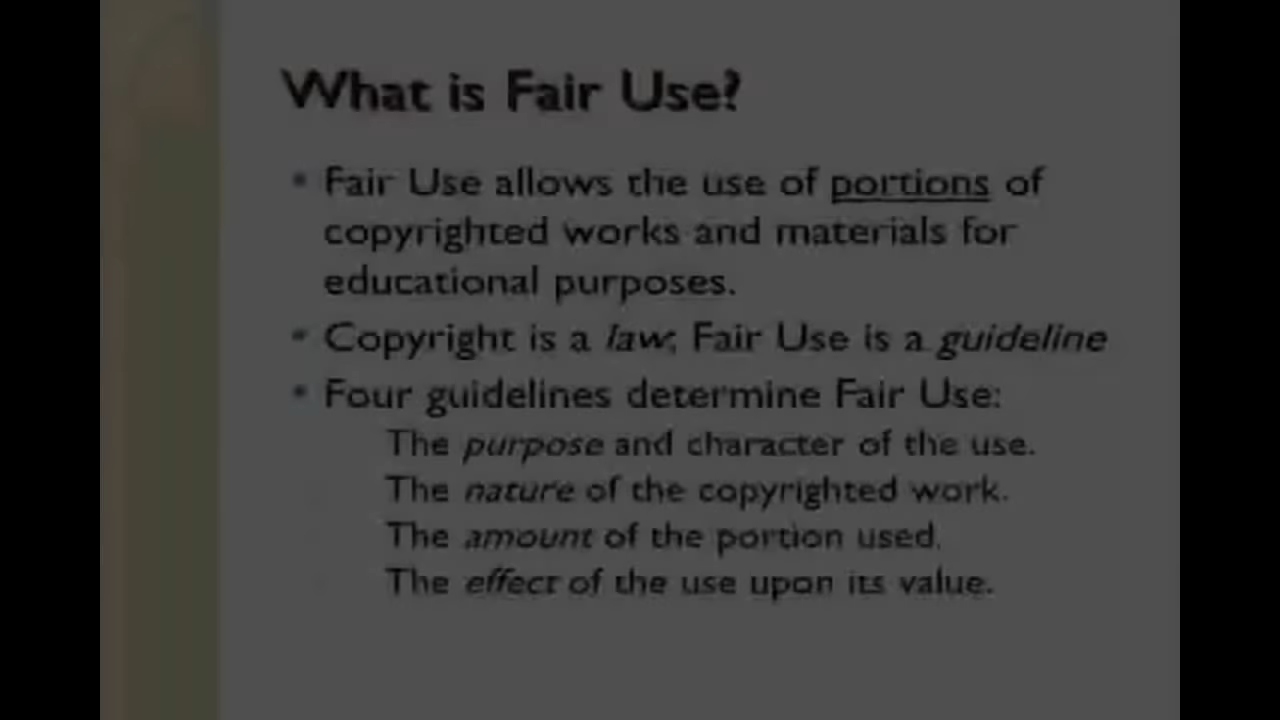 What is Fair Use?
• Fair Use allows the use of portions of
copyrighted works and materials for
educational purposes.
• Copyright is a law; Fair Use is a guideline
• Four guidelines determine Fair Use:
The purpose and character of the use.
The nature of the copyrighted work.
The amount of the portion used.
The effect of the use upon its value.